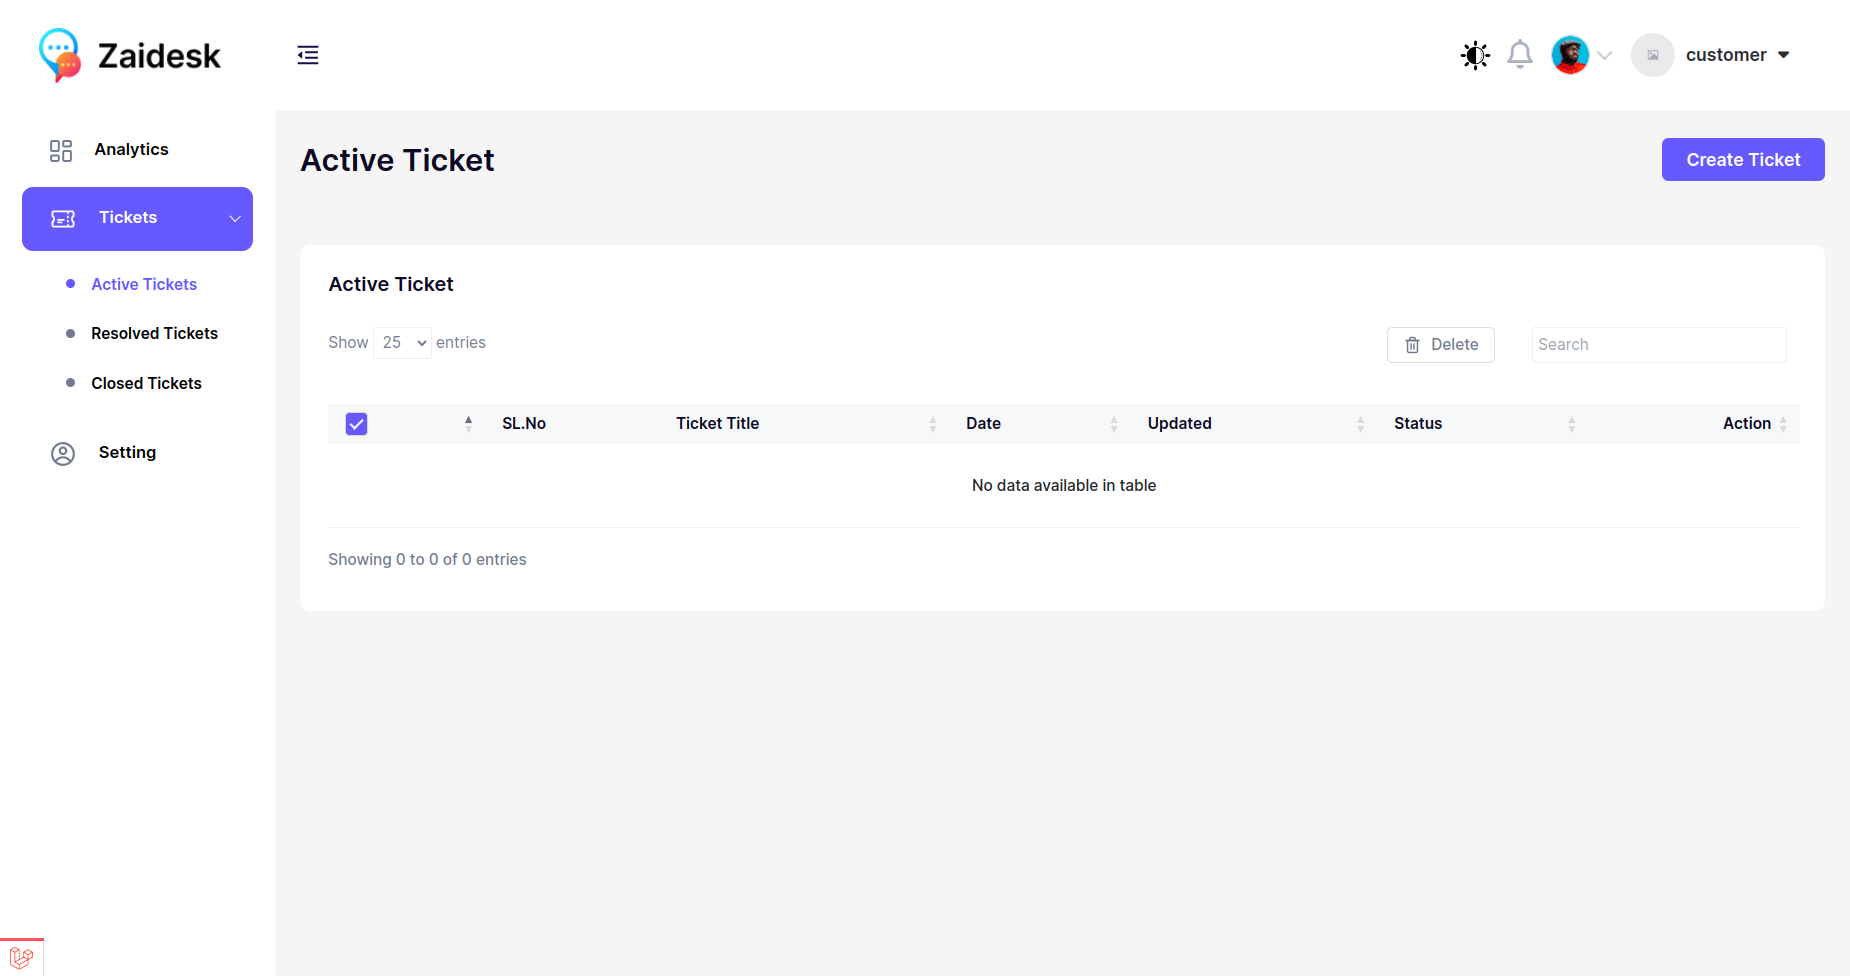 Zaidesk
customer
Analytics
Tickets
Active Tickets
Resolved Tickets
Closed Tickets
Setting
Active Ticket
Create Ticket
Active Ticket
Show 25 entries
Delete
Search
SL.No Ticket Title Date Updated Status Action
No data available in table
Showing 0 to 0 of 0 entries